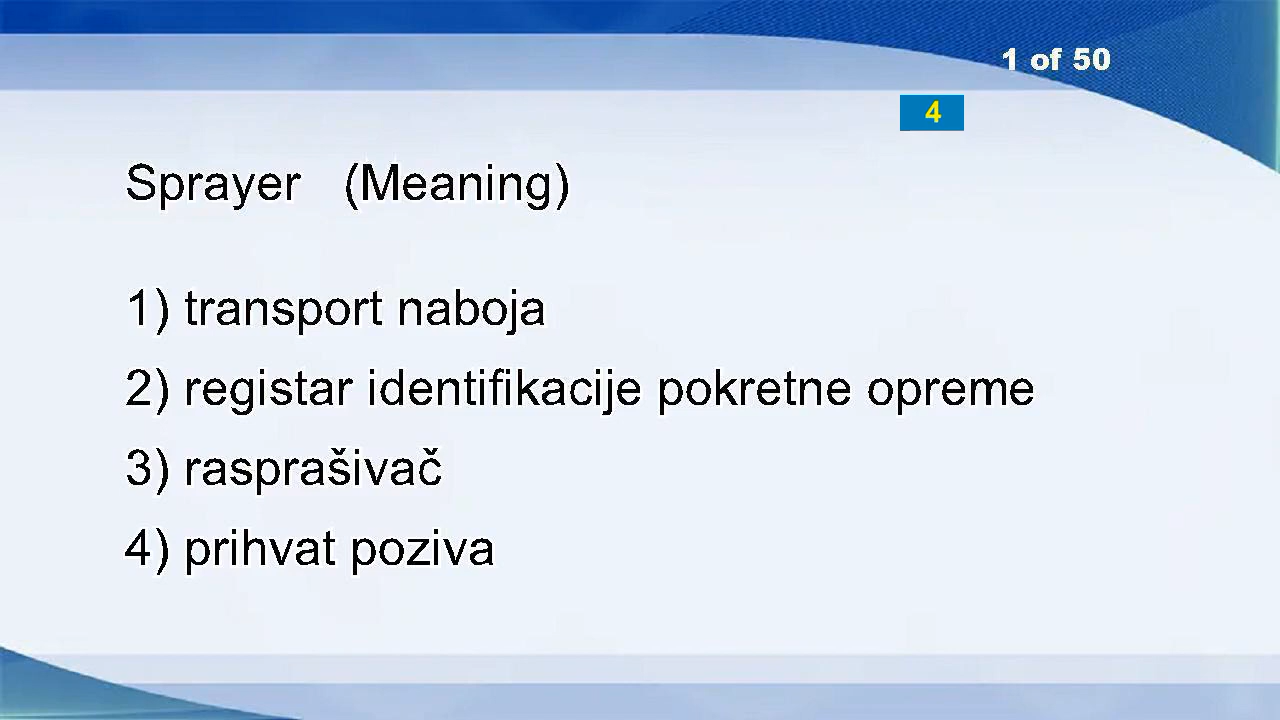 1 of 50
4
Sprayer (Meaning)
1) transport naboja
2) registar identifikacije pokretne opreme
3) rasprašivač
4) prihvat poziva